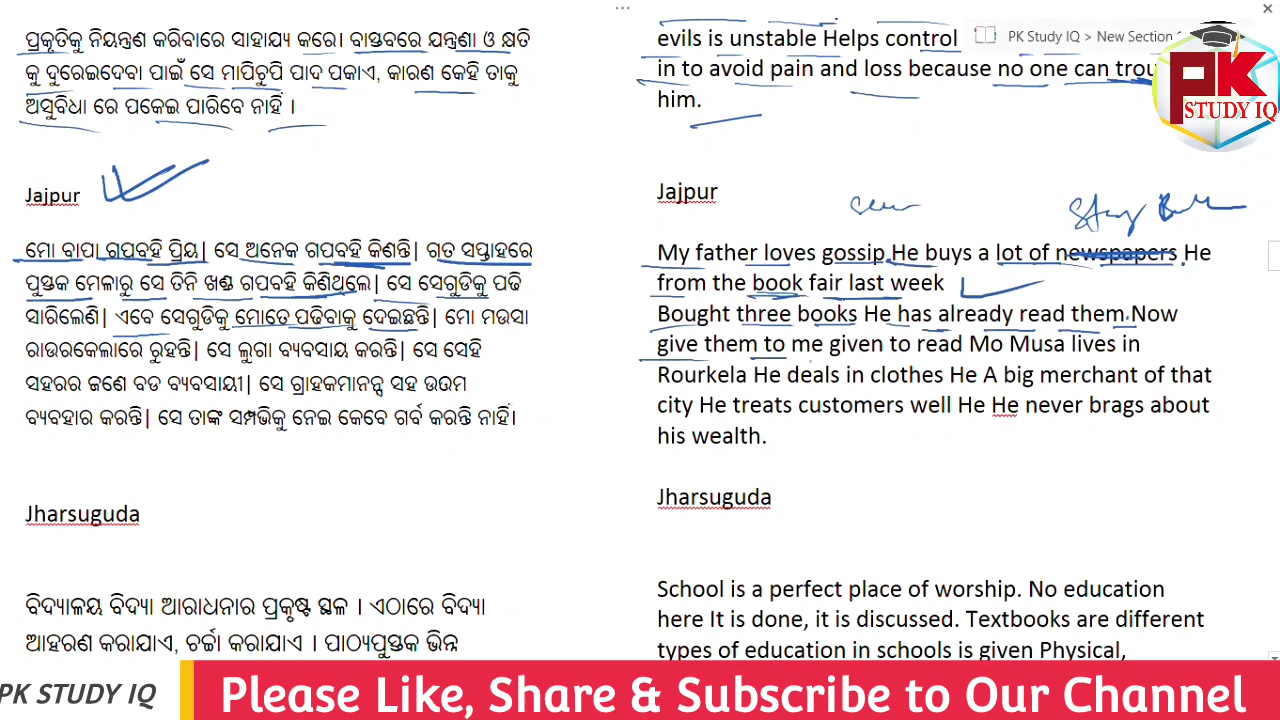 ପ୍ରକୃତିକୁ ନିୟନ୍ତ୍ରଣ କରିବାରେ ସାହାଯ୍ୟ କରେ। ବାସ୍ତବରେ ଯନ୍ତ୍ରଣା ଓ କ୍ଷତି
କୁ ଦୁରେଇଦେବା ପାଇଁ ସେ ମାପିଚୁପି ପାଦ ପକାଏ, କାରଣ କେହି ତାକୁ
ଅସୁବିଧା ରେ ପକେଇ ପାରିବେ ନାହିଁ ।
Jajpur
ମୋ ବାପା ଗପବହି ପ୍ରିୟ| ସେ ଅନେକ ଗପବହି କିଣନ୍ତି| ଗତ ସପ୍ତାହରେ
ପୁସ୍ତକ ମେଳାରୁ ସେ ତିନି ଖଣ୍ଡ ଗପବହି କିଣିଥିଲେ| ସେ ସେଗୁଡିକୁ ପଢି
ସାରିଲେଣି| ଏବେ ସେଗୁଡିକୁ ମୋତେ ପଢିବାକୁ ଦେଇଛନ୍ତି| ମୋ ମଉସା
ରାଉରକେଲାରେ ରୁହନ୍ତି| ସେ ଲୁଗା ବ୍ୟବସାୟ କରନ୍ତି| ସେ ସେହି
ସହରର ଜଣେ ବଡ ବ୍ୟବସାୟୀ| ସେ ଗ୍ରାହକମାନନ୍ସ ସହ ଉତ୍ତମ
ବ୍ୟବହାର କରନ୍ତି| ସେ ତାଙ୍କ ସମ୍ପତ୍ତିକୁ ନେଇ କେବେ ଗର୍ବ କରନ୍ତି ନାହିଁ।
Jharsuguda
ବିଦ୍ୟାଳୟ ବିଦ୍ୟା ଆରାଧନାର ପ୍ରକୃଷ୍ଟ ସ୍ଥଳ । ଏଠାରେ ବିଦ୍ୟା
ଆହରଣ କରାଯାଏ, ଚର୍ଚ୍ଚା କରାଯାଏ । ପାଠ୍ୟପୁସ୍ତକ ଭିନ୍ନ
evils is unstable Helps control
PK Study IQ > New Section
in to avoid pain and loss because no one can
him.
PK
STUDY IQ
Jajpur
My father loves gossip He buys a lot of newspapers He
from the book fair last week
Bought three books He has already read them. Now
give them to me given to read Mo Musa lives in
Rourkela He deals in clothes He A big merchant of that
city He treats customers well He He never brags about
his wealth.
Jharsuguda
School is a perfect place of worship. No education
here It is done, it is discussed. Textbooks are different
types of education in schools is given Physical,
PK STUDY IQ
Please Like, Share & Subscribe to Our Channel